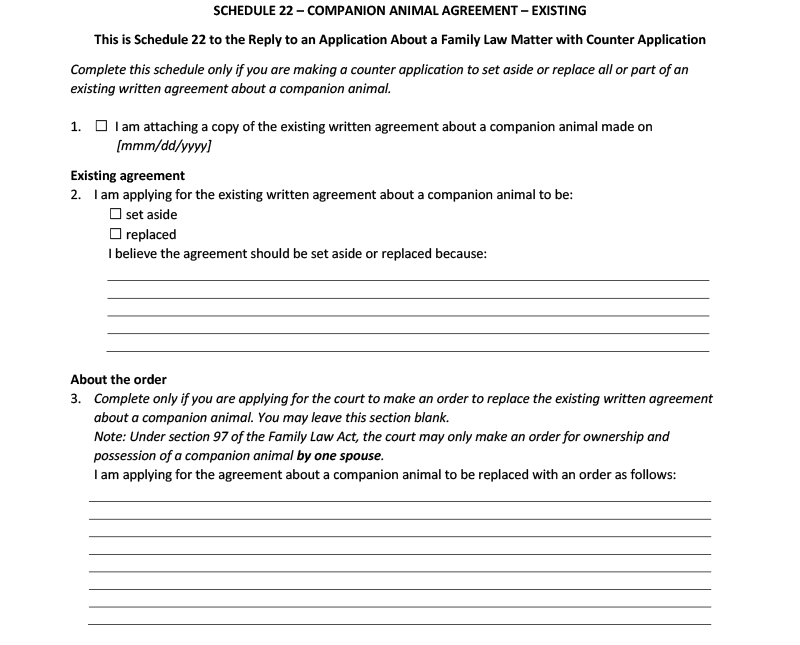 SCHEDULE 22 – COMPANION ANIMAL AGREEMENT – EXISTING
This is Schedule 22 to the Reply to an Application About a Family Law Matter with Counter Application
Complete this schedule only if you are making a counter application to set aside or replace all or part of an
existing written agreement about a companion animal.
1. ☐ I am attaching a copy of the existing written agreement about a companion animal made on
[mmm/dd/yyyy]
Existing agreement
2. I am applying for the existing written agreement about a companion animal to be:
☐ set aside
☐ replaced
I believe the agreement should be set aside or replaced because:
About the order
3. Complete only if you are applying for the court to make an order to replace the existing written agreement
about a companion animal. You may leave this section blank.
Note: Under section 97 of the Family Law Act, the court may only make an order for ownership and
possession of a companion animal by one spouse.
I am applying for the agreement about a companion animal to be replaced with an order as follows: